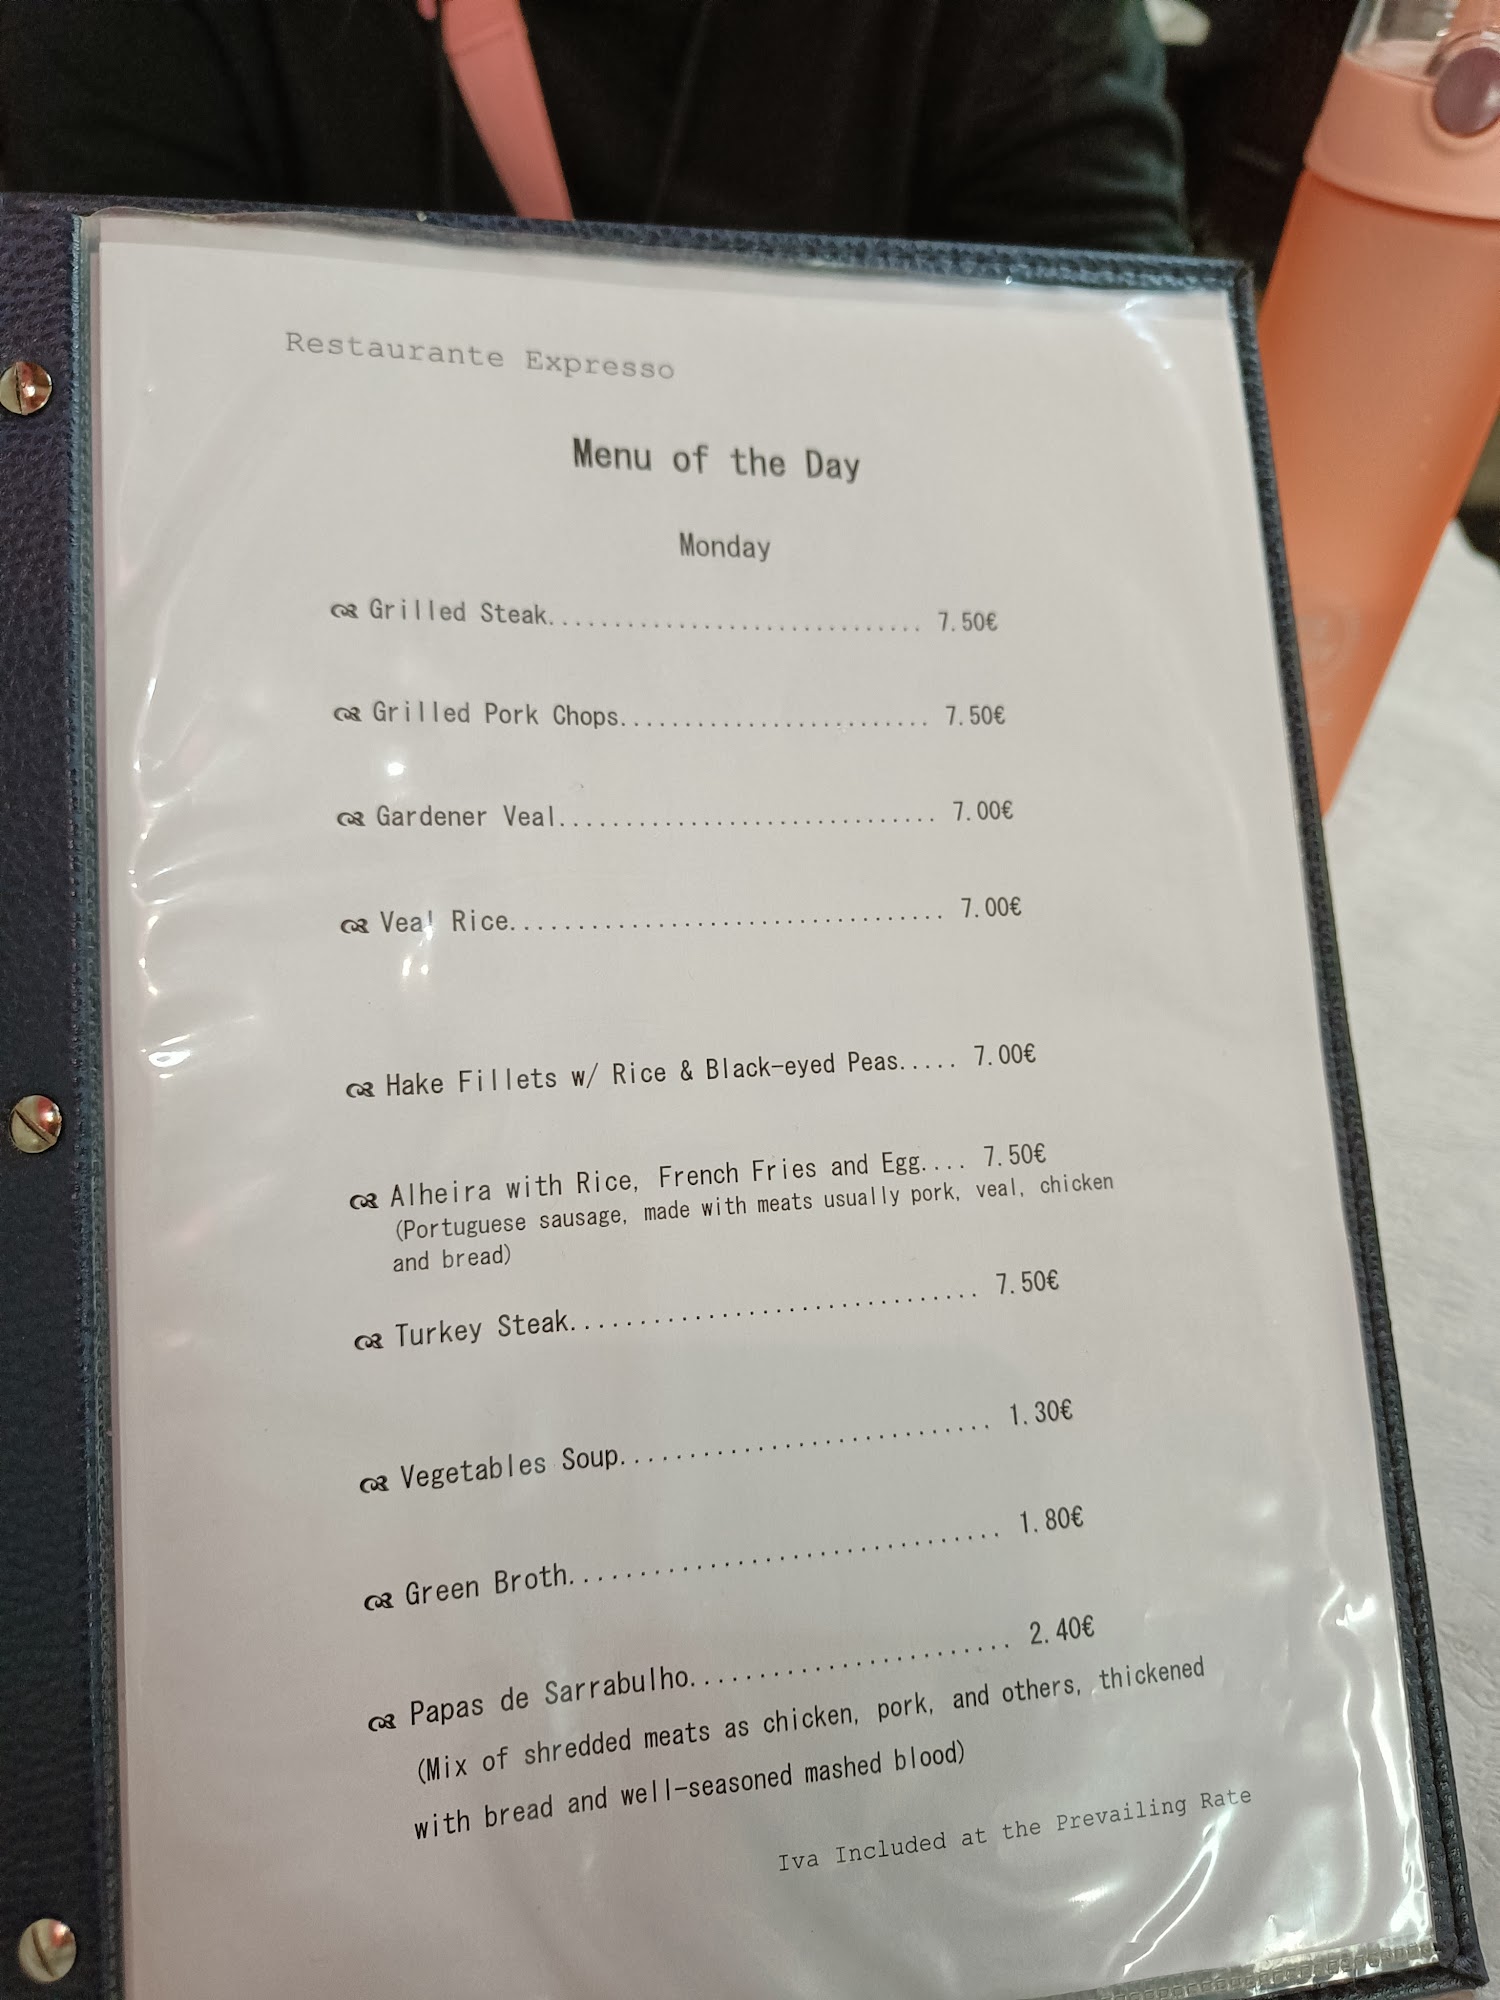 Restaurante Expresso
Menu of the Day
Monday
Grilled Steak............................ 7.50€
Grilled Pork Chops....................... 7.50€
Gardener Veal............................ 7.00€
Veal Rice................................ 7.00€
Hake Fillets w/ Rice & Black-eyed Peas..... 7.00€
Alheira with Rice, French Fries and Egg.... 7.50€
(Portuguese sausage, made with meats usually pork, veal, chicken
and bread)
Turkey Steak.............................. 7.50€
Vegetables Soup........................... 1.30€
Green Broth............................... 1.80€
Papas de Sarrabulho....................... 2.40€
(Mix of shredded meats as chicken, pork, and others, thickened
with bread and well-seasoned mashed blood)
Iva Included at the Prevailing Rate